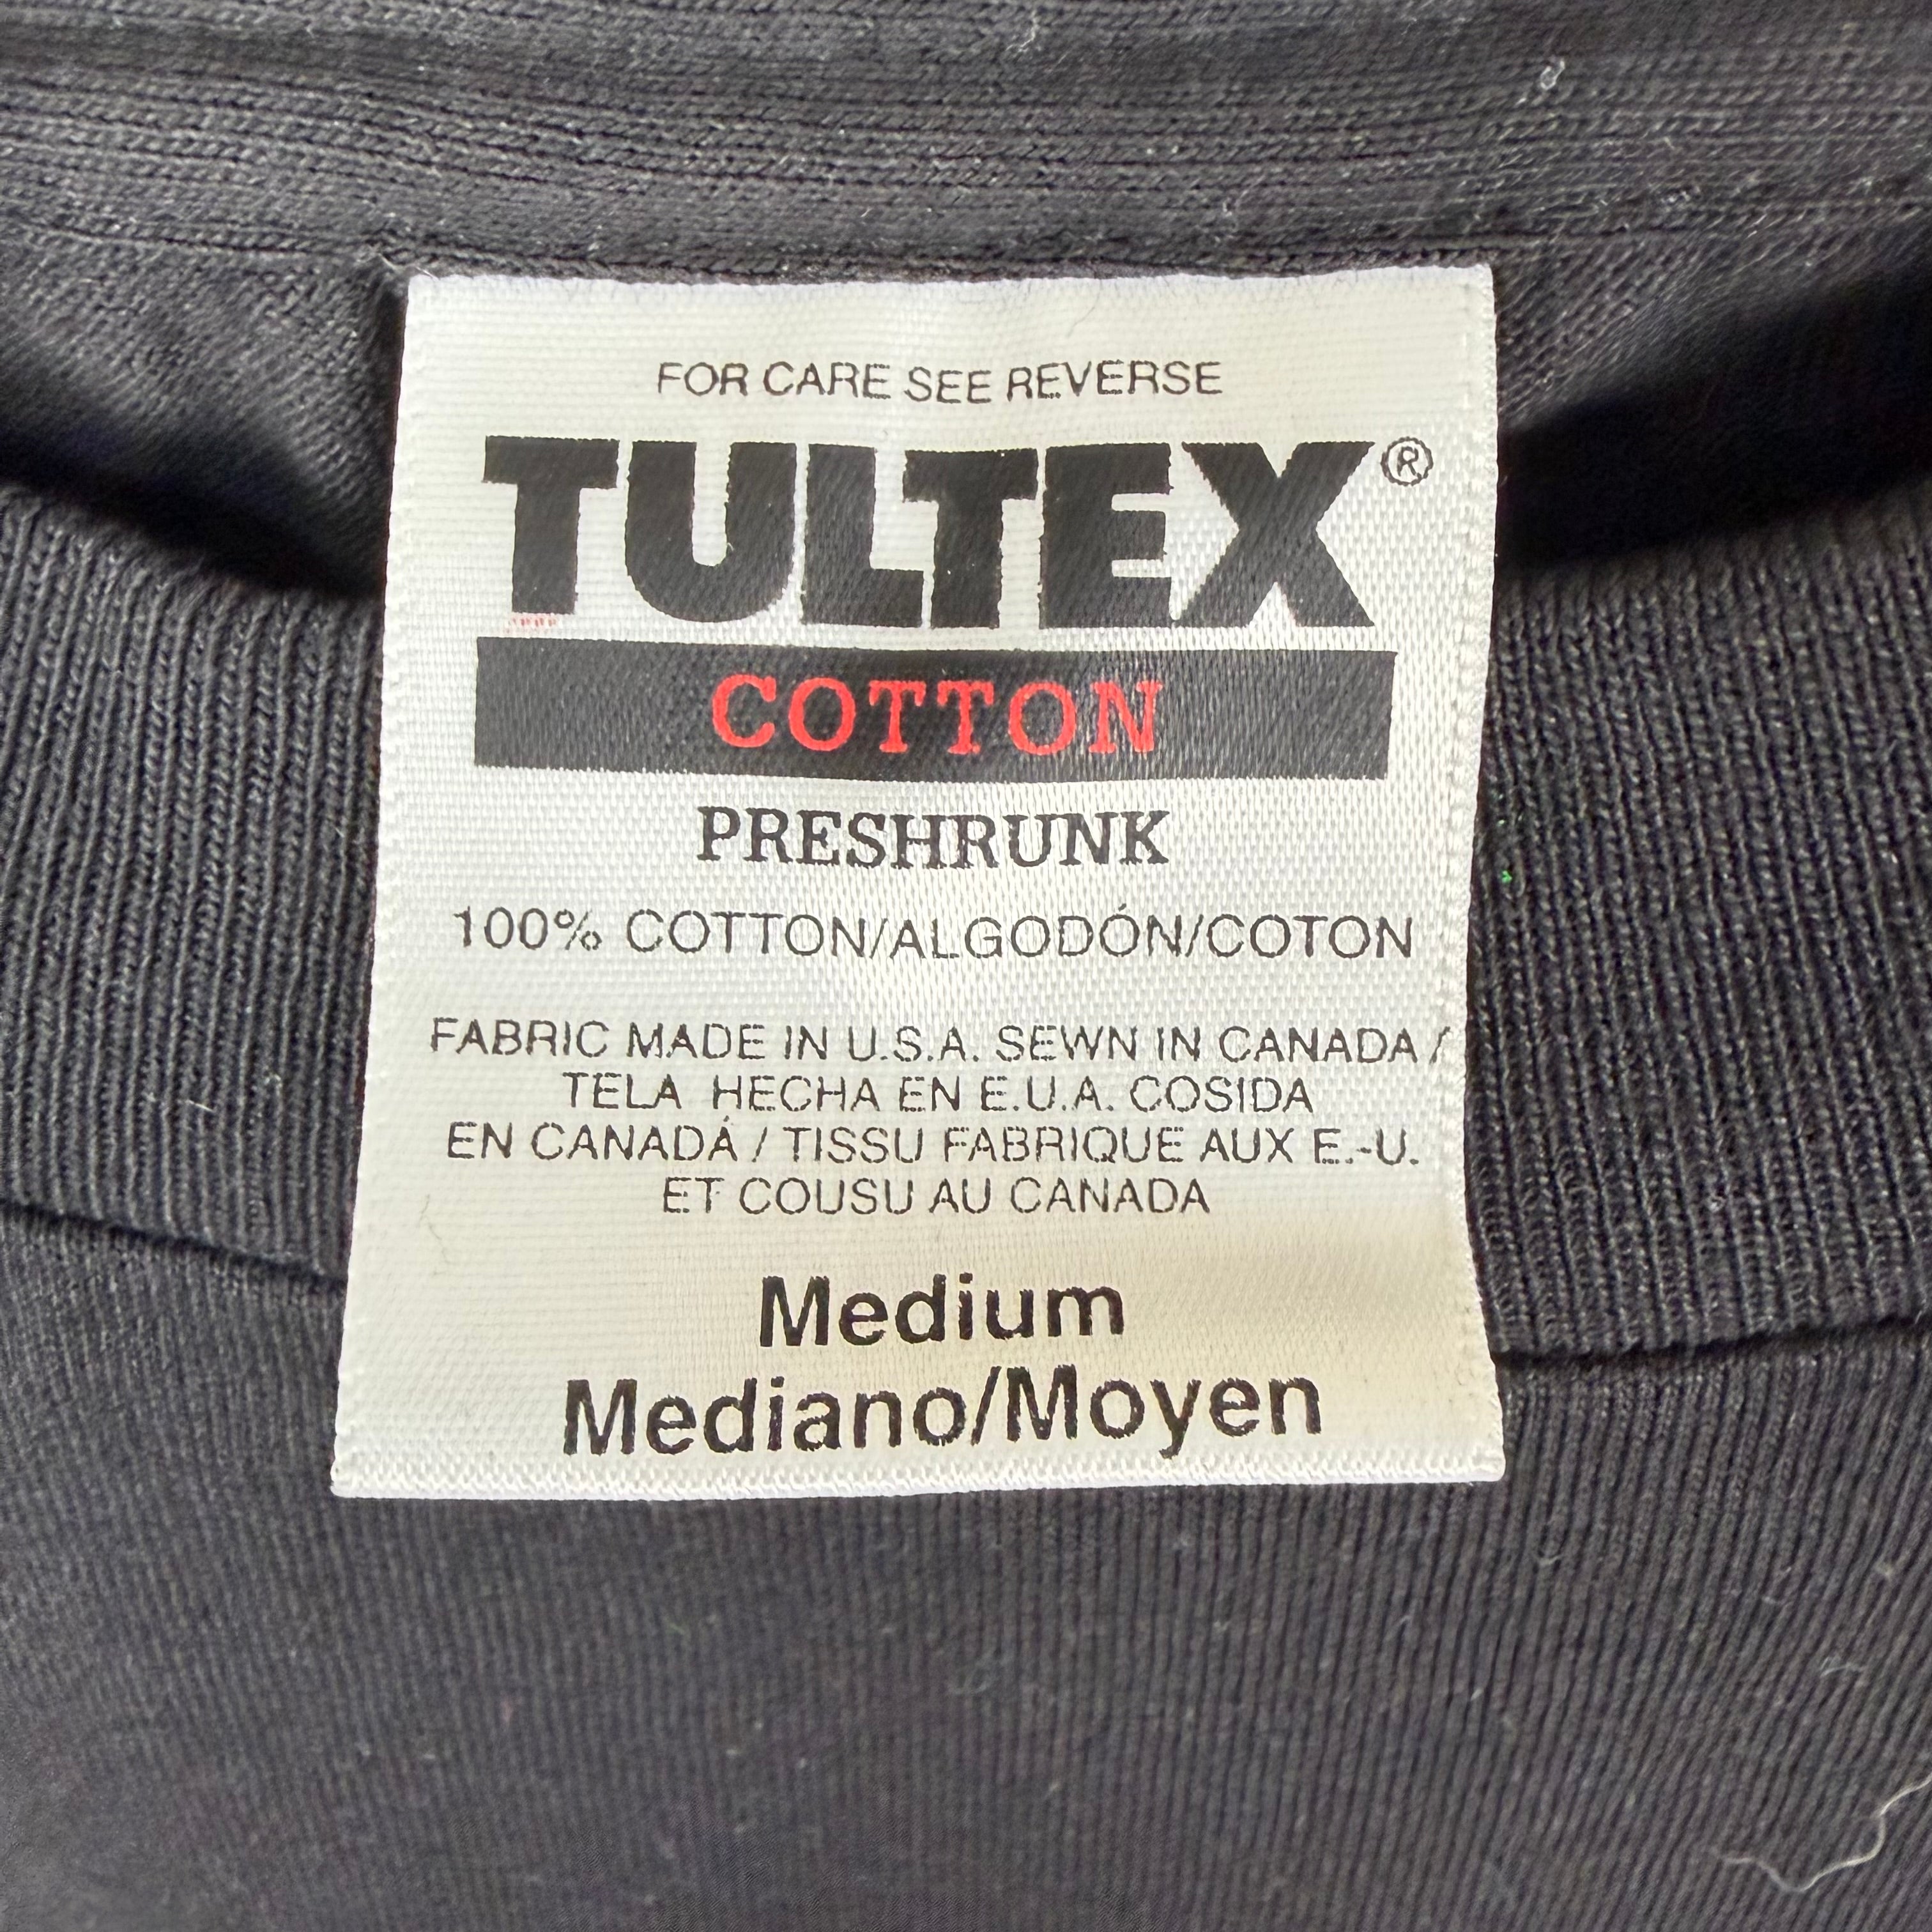 FOR CARE SEE REVERSE
TULTEX®
COTTON
PRESHRUNK
100% COTTON/ALGODÓN/COTON
FABRIC MADE IN U.S.A. SEWN IN CANADA /
TELA HECHA EN E.U.A. COSIDA
EN CANADÁ / TISSU FABRIQUE AUX E.-U.
ET COUSU AU CANADA
Medium
Mediano/Moyen